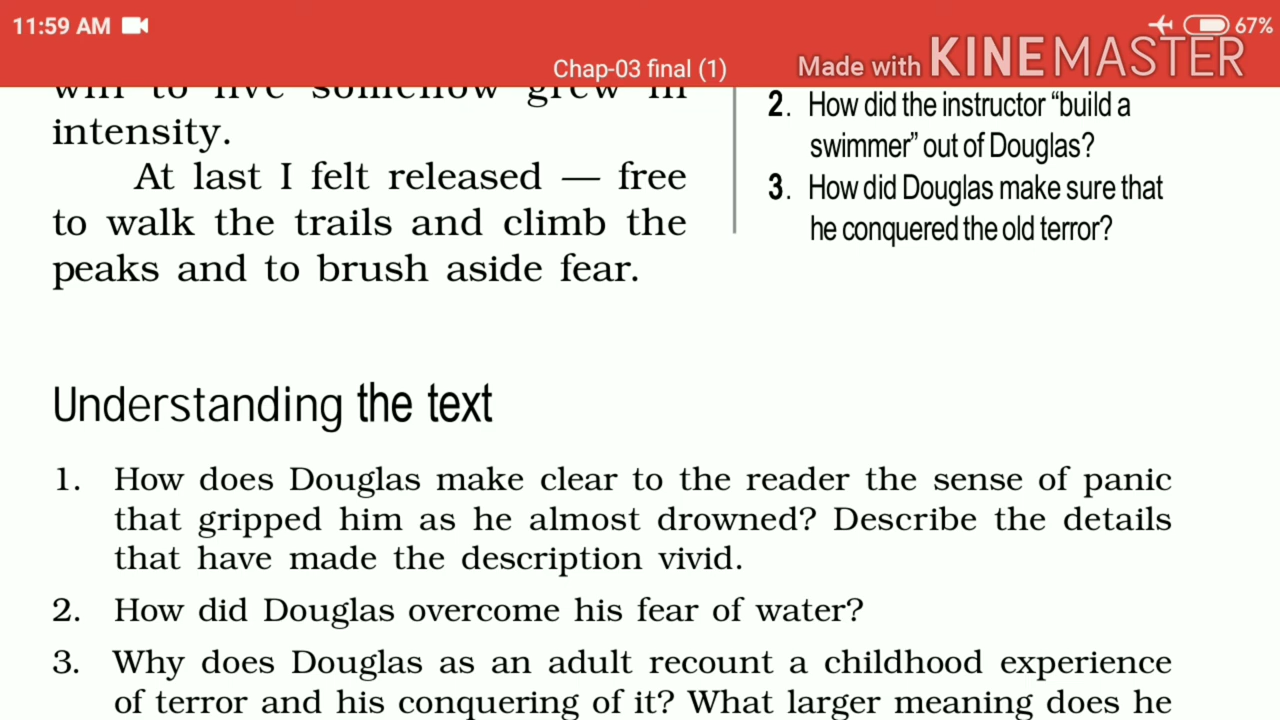 11:59 AM
67%
Chap-03 final (1)
Made with KINEMASTER
will to live somehow grew in
intensity.
At last I felt released — free
to walk the trails and climb the
peaks and to brush aside fear.
2. How did the instructor “build a
swimmer” out of Douglas?
3. How did Douglas make sure that
he conquered the old terror?
Understanding the text
1. How does Douglas make clear to the reader the sense of panic
that gripped him as he almost drowned? Describe the details
that have made the description vivid.
2. How did Douglas overcome his fear of water?
3. Why does Douglas as an adult recount a childhood experience
of terror and his conquering of it? What larger meaning does he